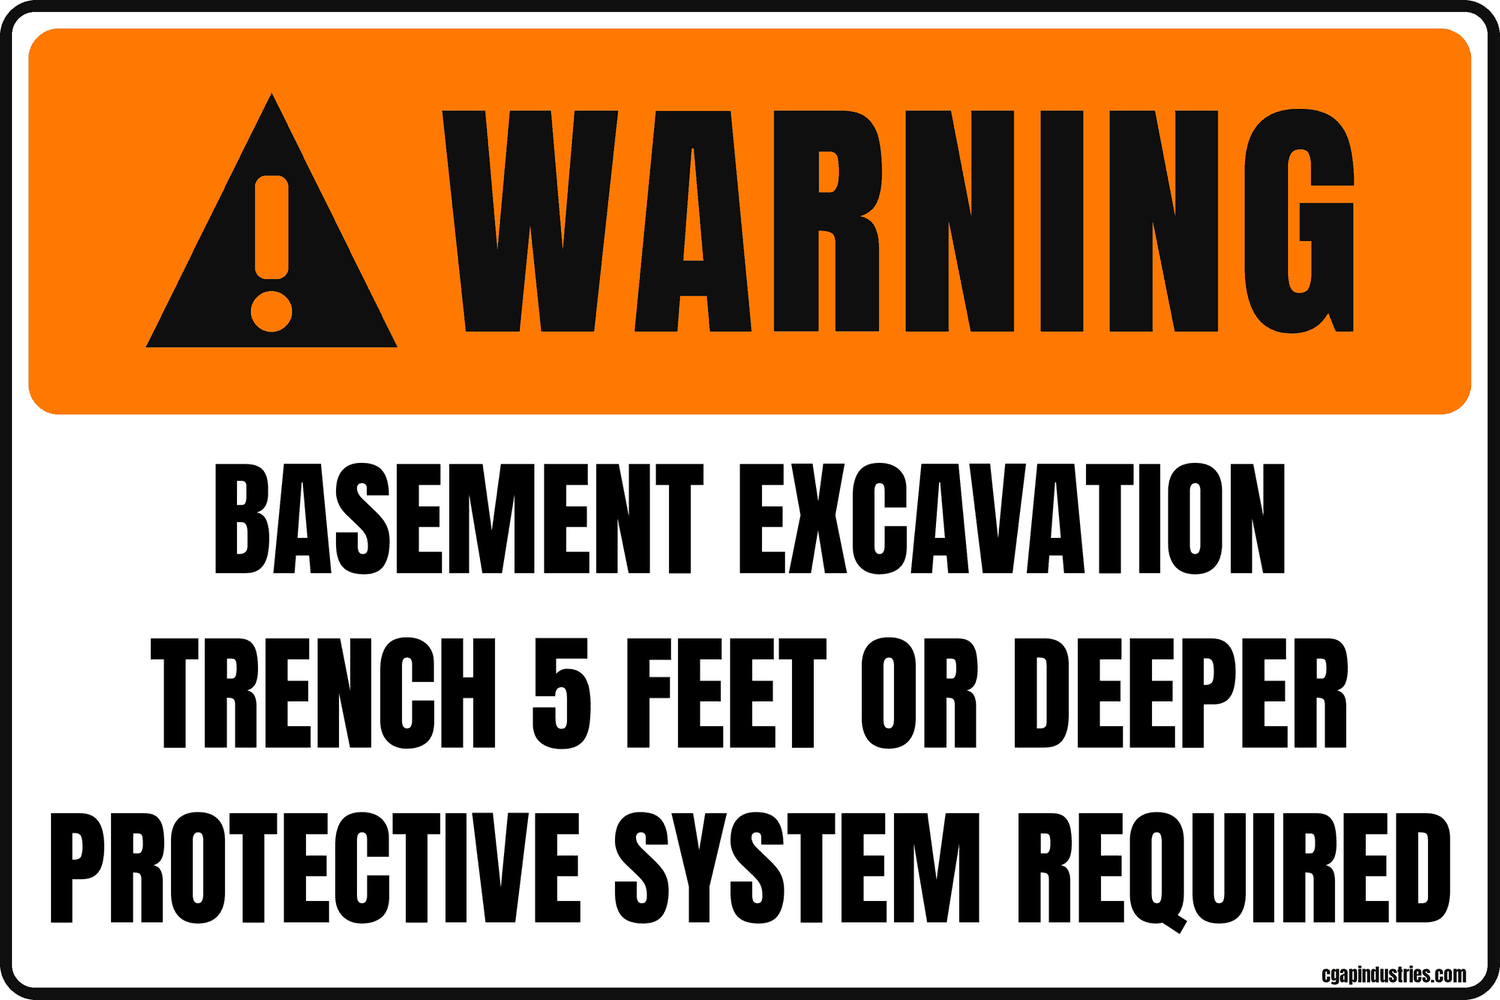 WARNING
BASEMENT EXCAVATION
TRENCH 5 FEET OR DEEPER
PROTECTIVE SYSTEM REQUIRED
cgapindustries.com